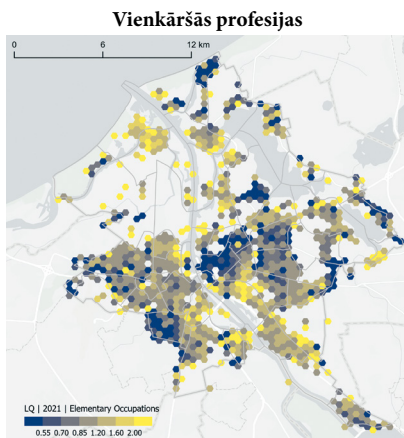 Vienkāršās profesijas
0 6 12 km
LQ | 2021 | Elementary Occupations
0.55 0.70 0.85 1.20 1.60 2.00